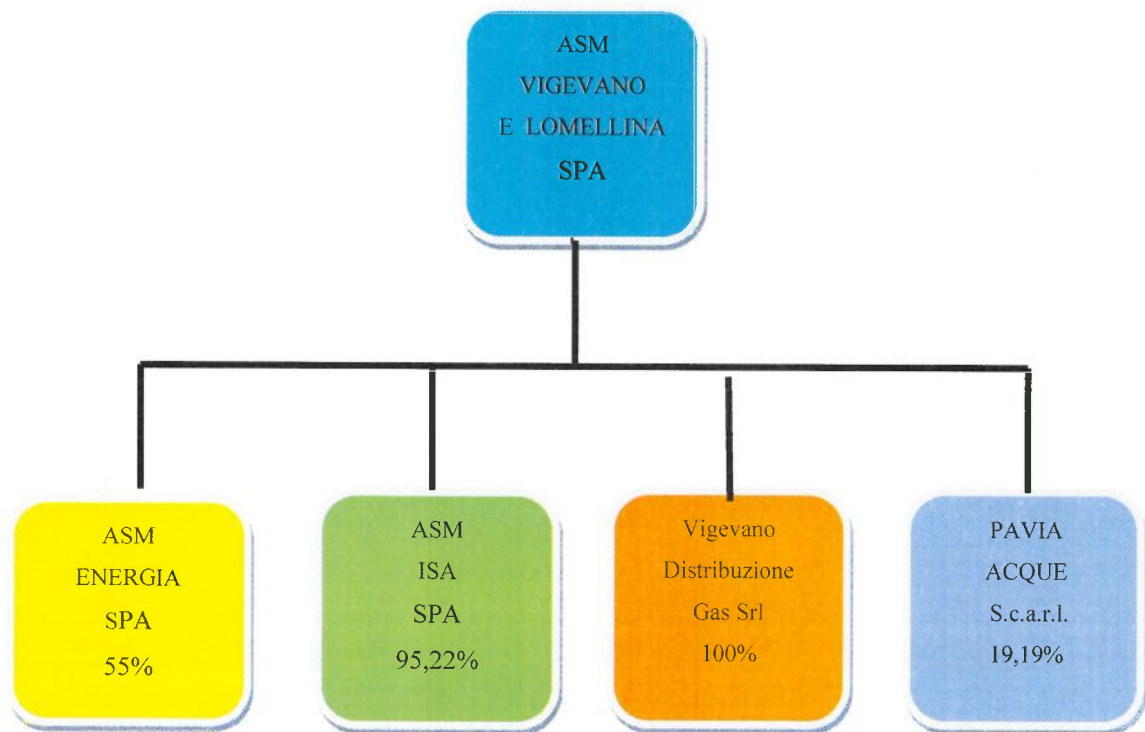 ASM
VIGEVANO
E LOMELLINA
SPA
ASM
ENERGIA
SPA
55%
ASM
ISA
SPA
95,22%
Vigevano
Distribuzione
Gas Srl
100%
PAVIA
ACQUE
S.c.a.r.l.
19,19%